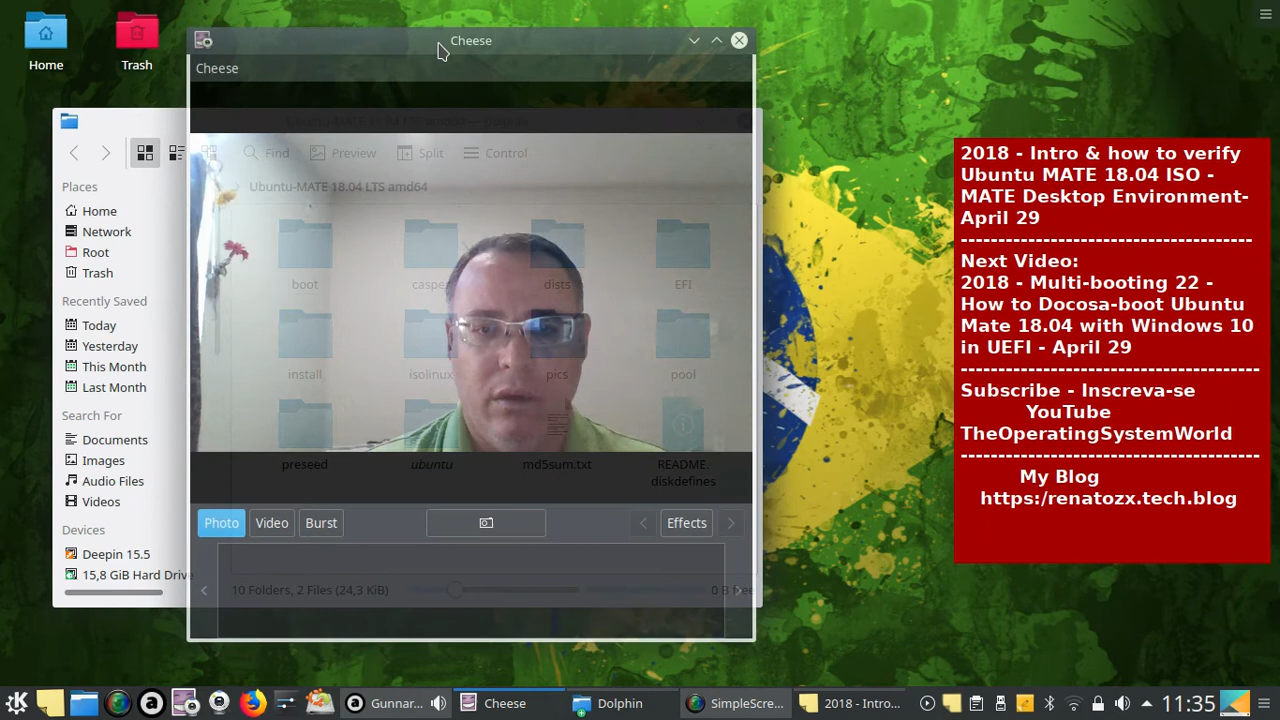 Home
Trash
Cheese
Cheese
Find
Preview
Split
Control
Ubuntu-MATE 18.04 LTS amd64
Places
Home
Network
Root
Trash
Recently Saved
Today
Yesterday
This Month
Last Month
Search For
Documents
Images
Audio Files
Videos
Devices
Deepin 15.5
15,8 GiB Hard Drive
boot
dists
EFI
install
isolinux
pics
pool
preseed
ubuntu
md5sum.txt
README.
diskdefines
Photo
Video
Burst
Effects
10 Folders, 2 Files (24,3 KiB)
0 B free
2018 - Intro & how to verify
Ubuntu MATE 18.04 ISO -
MATE Desktop Environment-
April 29
---------------------------------------
Next Video:
2018 - Multi-booting 22 -
How to Docosa-boot Ubuntu
Mate 18.04 with Windows 10
in UEFI - April 29
----------------------------------------
Subscribe - Inscreva-se
YouTube
TheOperatingSystemWorld
----------------------------------------
My Blog
https:/renatozx.tech.blog
Gunnar...
Cheese
Dolphin
SimpleScre...
2018 - Intro...
11:35